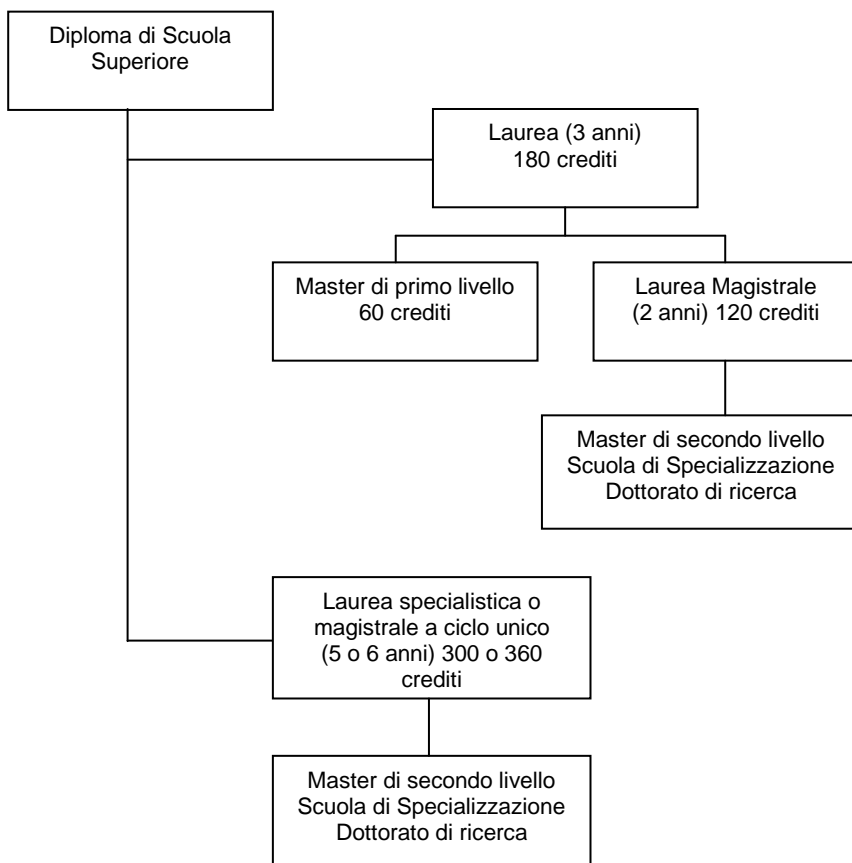 Diploma di Scuola
Superiore
Laurea (3 anni)
180 crediti
Master di primo livello
60 crediti
Laurea Magistrale
(2 anni) 120 crediti
Master di secondo livello
Scuola di Specializzazione
Dottorato di ricerca
Laurea specialistica o
magistrale a ciclo unico
(5 o 6 anni) 300 o 360
crediti
Master di secondo livello
Scuola di Specializzazione
Dottorato di ricerca